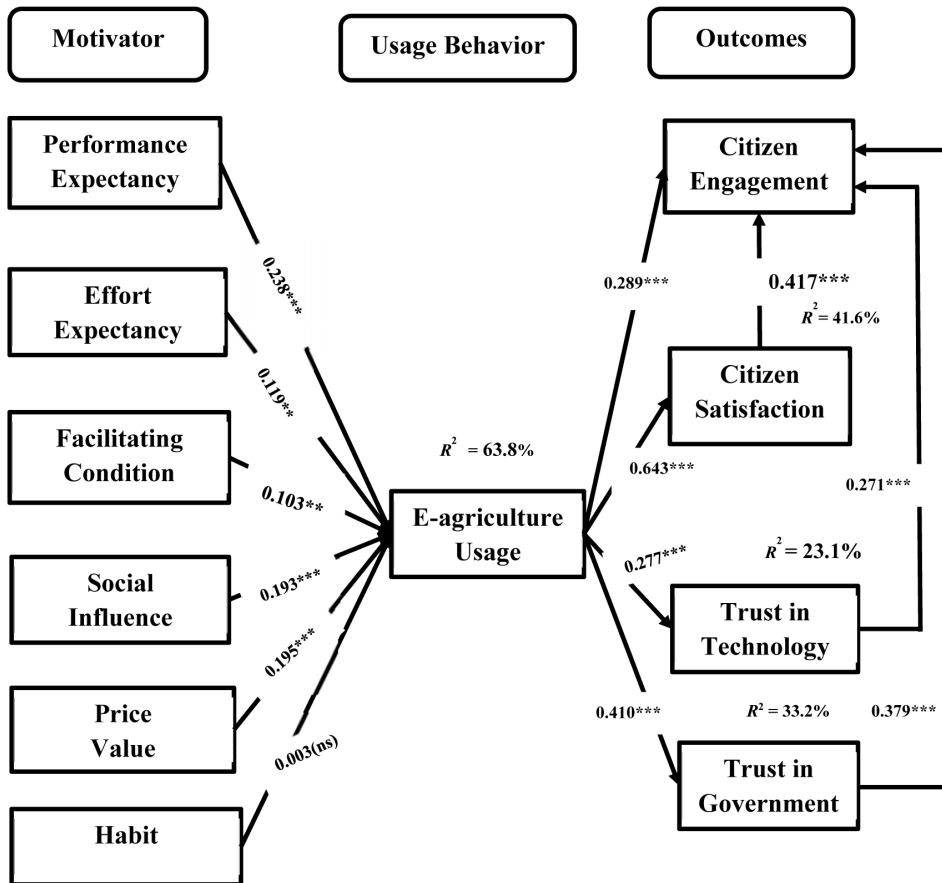 Motivator
Usage Behavior
Outcomes
Performance
Expectancy
Effort
Expectancy
Facilitating
Condition
Social
Influence
Price
Value
Habit
0.238***
0.119**
0.103**
0.193***
0.195***
0.003(ns)
R² = 63.8%
E-agriculture
Usage
0.289***
0.643***
0.277***
0.410***
Citizen
Engagement
0.417***
R² = 41.6%
Citizen
Satisfaction
0.271***
R² = 23.1%
Trust in
Technology
R² = 33.2%
0.379***
Trust in
Government